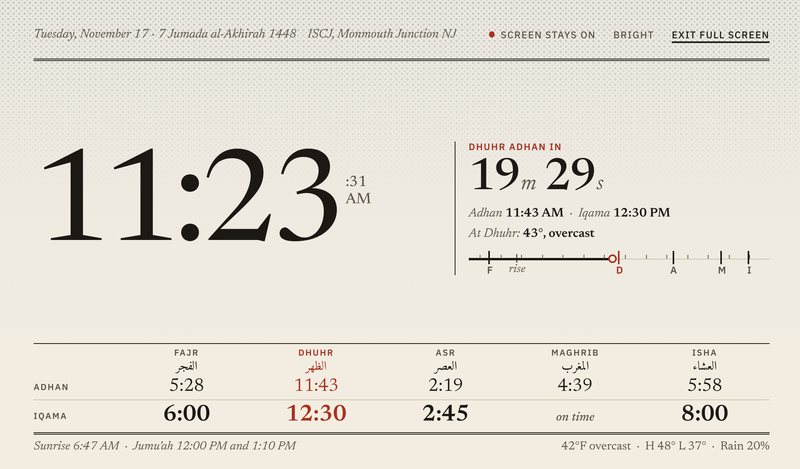 Tuesday, November 17 · 7 Jumada al-Akhirah 1448 ISCJ, Monmouth Junction NJ
SCREEN STAYS ON BRIGHT EXIT FULL SCREEN
11:23 :31 AM
DHUHR ADHAN IN
19m 29s
Adhan 11:43 AM · Iqama 12:30 PM
At Dhuhr: 43°, overcast
F rise D A M I
FAJR DHUHR ASR MAGHRIB ISHA
الفجر الظهر العصر المغرب العشاء
ADHAN 5:28 11:43 2:19 4:39 5:58
IQAMA 6:00 12:30 2:45 on time 8:00
Sunrise 6:47 AM · Jumu'ah 12:00 PM and 1:10 PM
42°F overcast · H 48° L 37° · Rain 20%